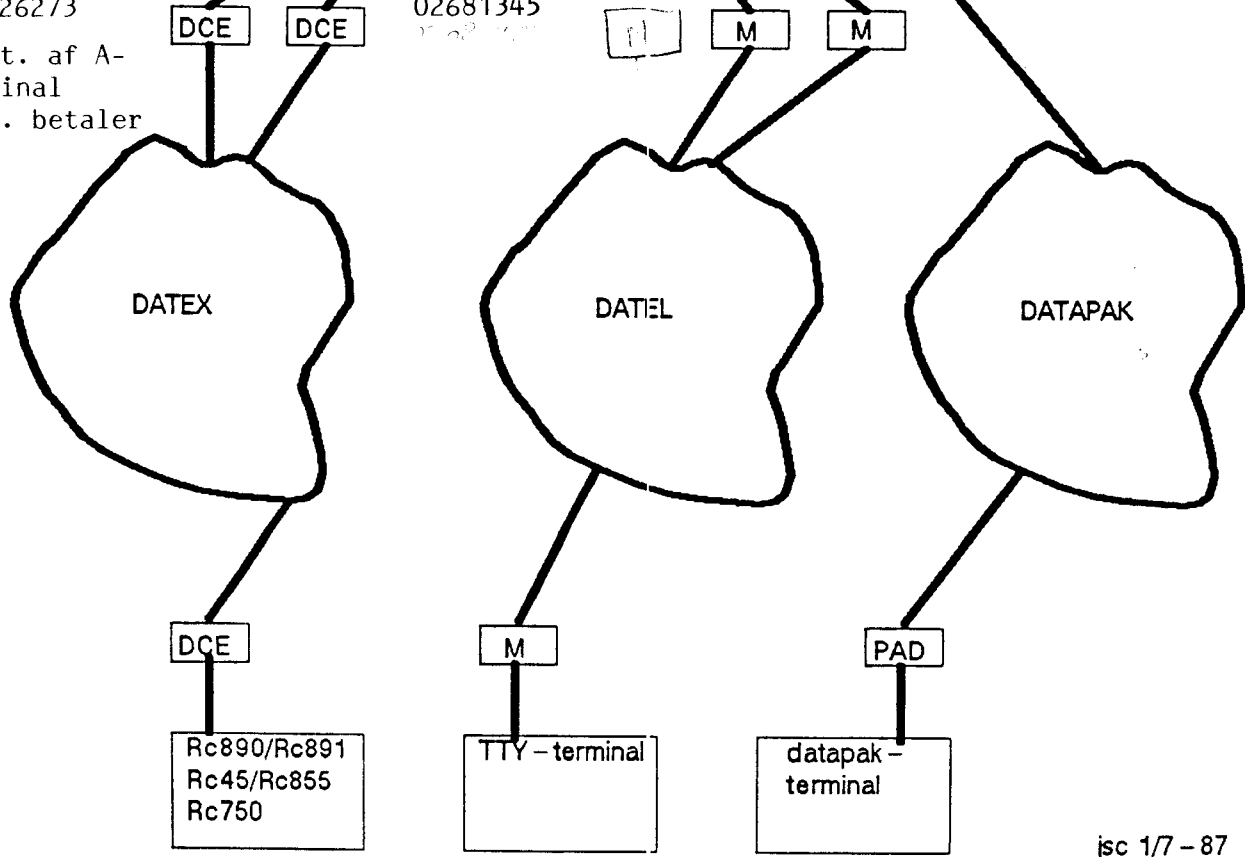 26273
02681345
DCE
DCE
M
M
M
t. af A-
inal
. betaler
DATEX
DATEL
DATAPAK
DCE
M
PAD
Rc890/Rc891
Rc45/Rc855
Rc750
TTY-terminal
datapak-
terminal
jsc 1/7-87